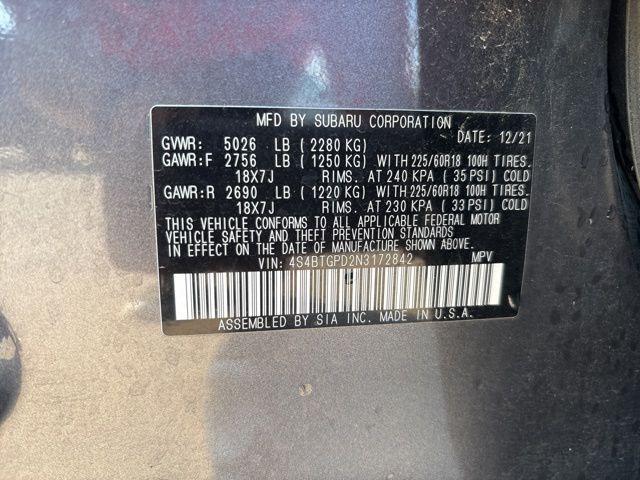 MFD BY SUBARU CORPORATION
DATE: 12/21
GVWR: 5026 LB ( 2280 KG)
GAWR:F 2756 LB ( 1250 KG) WITH 225/60R18 100H TIRES.
18X7J RIMS. AT 240 KPA ( 35 PSI) COLD
GAWR:R 2690 LB ( 1220 KG) WITH 225/60R18 100H TIRES.
18X7J RIMS. AT 230 KPA ( 33 PSI) COLD
THIS VEHICLE CONFORMS TO ALL APPLICABLE FEDERAL MOTOR
VEHICLE SAFETY AND THEFT PREVENTION STANDARDS
IN EFFECT ON THE DATE OF MANUFACTURE SHOWN ABOVE.
VIN: 4S4BTGPD2N3172842 MPV
ASSEMBLED BY SIA INC. MADE IN U.S.A.